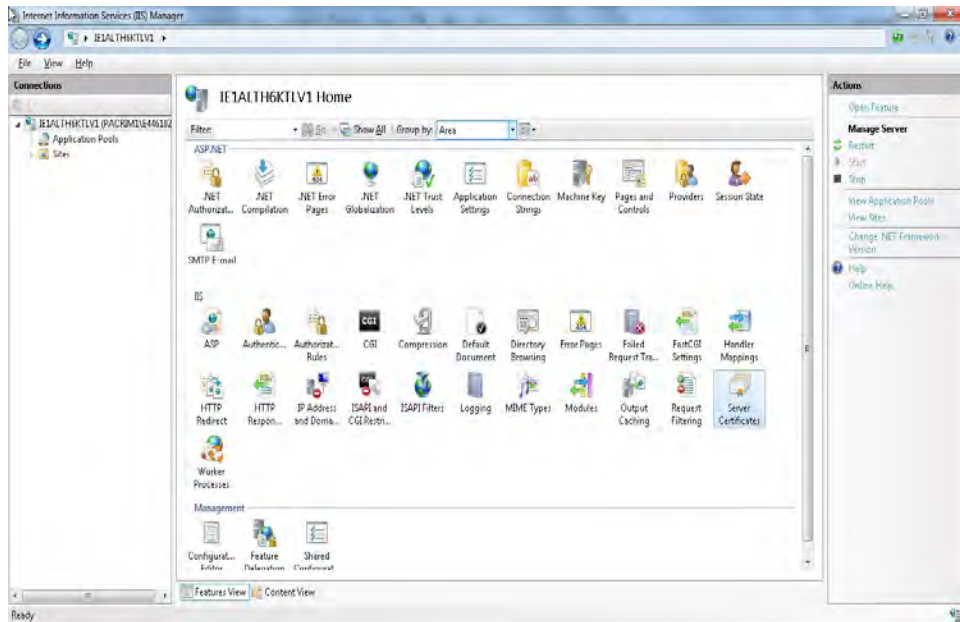 Internet Information Services (IIS) Manager
IE1ALTH6KTLV1
File View Help
Connections
IE1ALTH6KTLV1 (PACRIM1\E446182
Application Pools
Sites
IE1ALTH6KTLV1 Home
Filter: Go Show All Group by: Area
ASP.NET
.NET Authorizat...
.NET Compilation
.NET Error Pages
.NET Globalization
.NET Trust Levels
Application Settings
Connection Strings
Machine Key
Pages and Controls
Providers
Session State
SMTP E-mail
IIS
ASP
Authentic...
Authorizat... Rules
CGI
Compression
Default Document
Directory Browsing
Error Pages
Failed Request Tra...
FastCGI Settings
Handler Mappings
HTTP Redirect
HTTP Respon...
IP Address and Doma...
ISAPI and CGI Restri...
ISAPI Filters
Logging
MIME Types
Modules
Output Caching
Request Filtering
Server Certificates
Worker Processes
Management
Configurat... Editor
Feature Delegation
Shared Configurat...
Features View Content View
Actions
Open Feature
Manage Server
Restart
Start
Stop
View Application Pools
View Sites
Change .NET Framework
Version
Help
Online Help
Ready